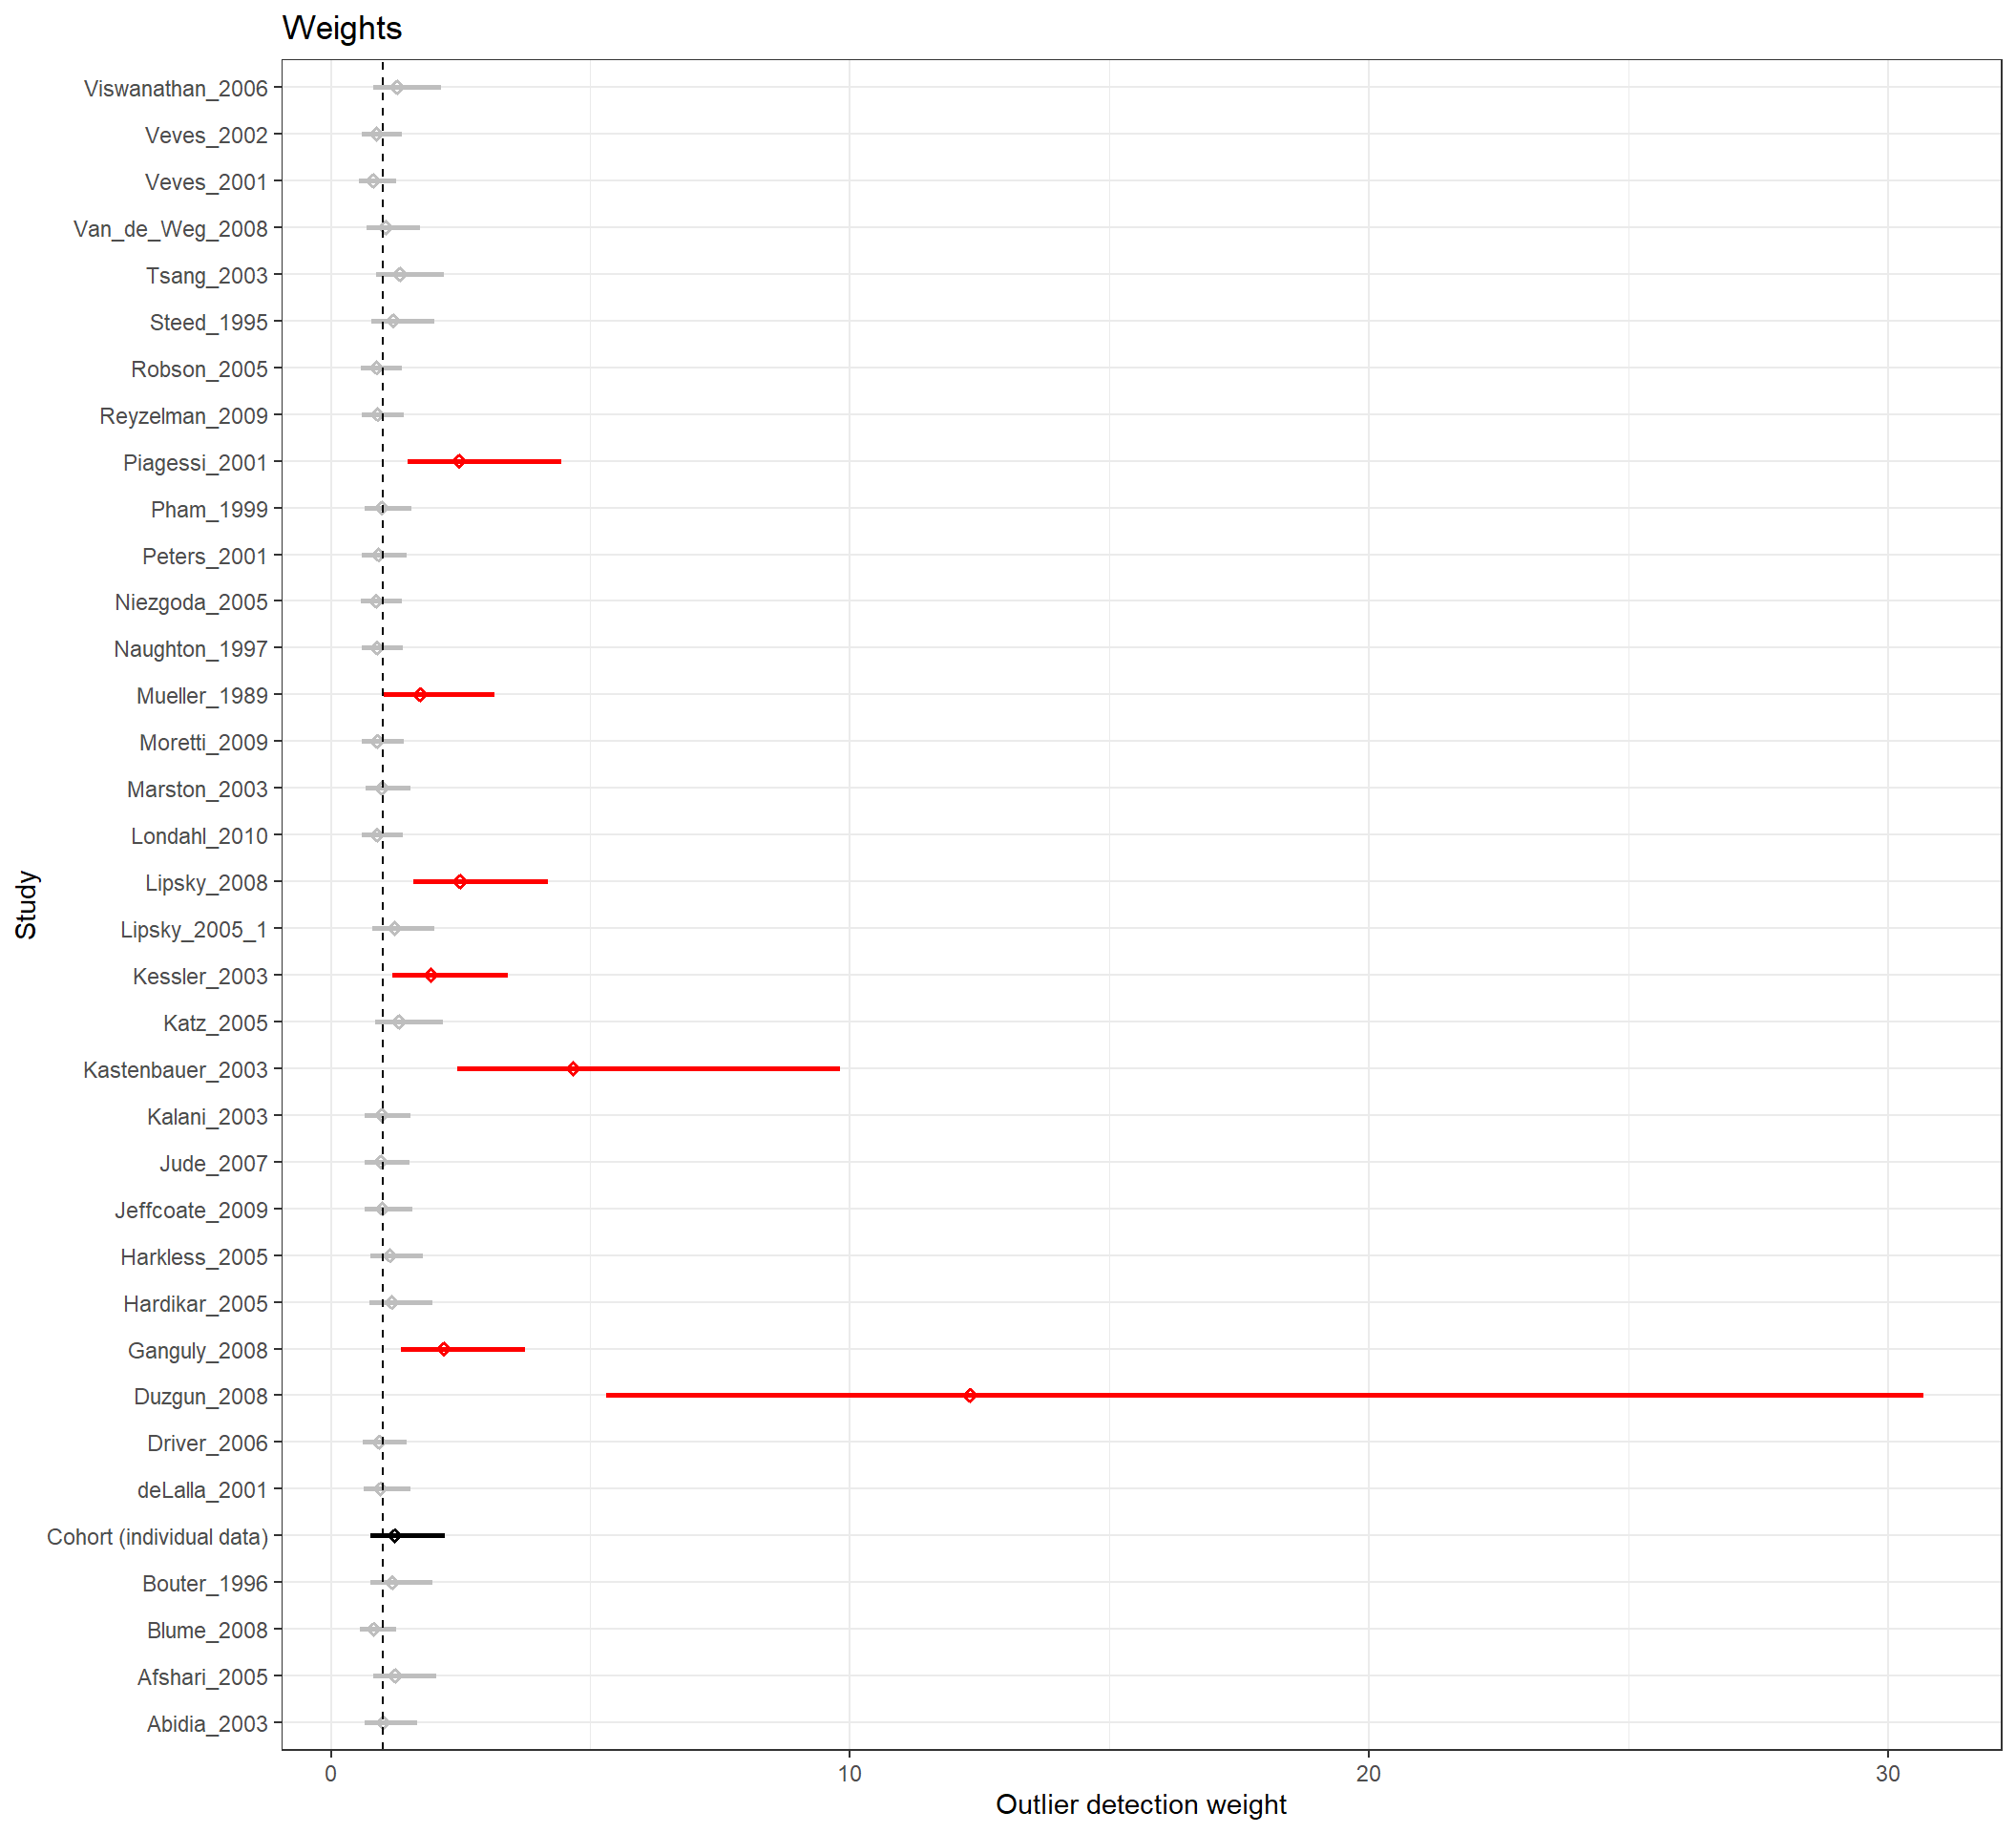 Weights
Viswanathan_2006
Veves_2002
Veves_2001
Van_de_Weg_2008
Tsang_2003
Steed_1995
Robson_2005
Reyzelman_2009
Piagessi_2001
Pham_1999
Peters_2001
Niezgoda_2005
Naughton_1997
Mueller_1989
Moretti_2009
Marston_2003
Londahl_2010
Lipsky_2008
Lipsky_2005_1
Kessler_2003
Katz_2005
Kastenbauer_2003
Kalani_2003
Jude_2007
Jeffcoate_2009
Harkless_2005
Hardikar_2005
Ganguly_2008
Duzgun_2008
Driver_2006
deLalla_2001
Cohort (individual data)
Bouter_1996
Blume_2008
Afshari_2005
Abidia_2003
Study
0 10 20 30
Outlier detection weight